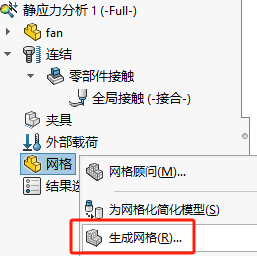 静应力分析 1 (-Full-)
fan
连结
零部件接触
全局接触 (-接合-)
夹具
外部载荷
网格
网格顾问(M)...
结果选
为网格化简化模型(S)
生成网格(R)...